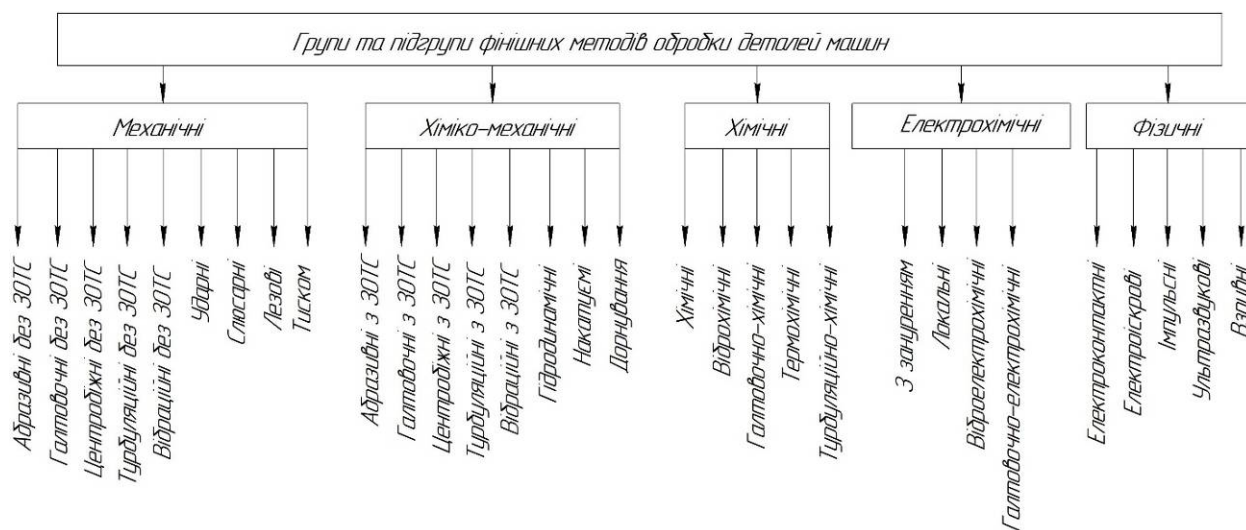 Групи та підгрупи фінішних методів обробки деталей машин
Механічні
Хіміко-механічні
Хімічні
Електрохімічні
Фізичні
Абразивні без ЗОТС
Галтовочні без ЗОТС
Центробіжні без ЗОТС
Турбуляційні без ЗОТС
Вібраційні без ЗОТС
Ударні
Слюсарні
Лезові
Тиском
Абразивні з ЗОТС
Галтовочні з ЗОТС
Центробіжні з ЗОТС
Турбуляційні з ЗОТС
Вібраційні з ЗОТС
Гідродинамічні
Накатуємі
Дорнування
Хімічні
Віброхімічні
Галтовочно-хімічні
Термохімічні
Турбуляційно-хімічні
З зануренням
Локальні
Віброелектрохімічні
Галтовочно-електрохімічні
Електроконтактні
Електроіскрові
Імпульсні
Ультразвукові
Взривні